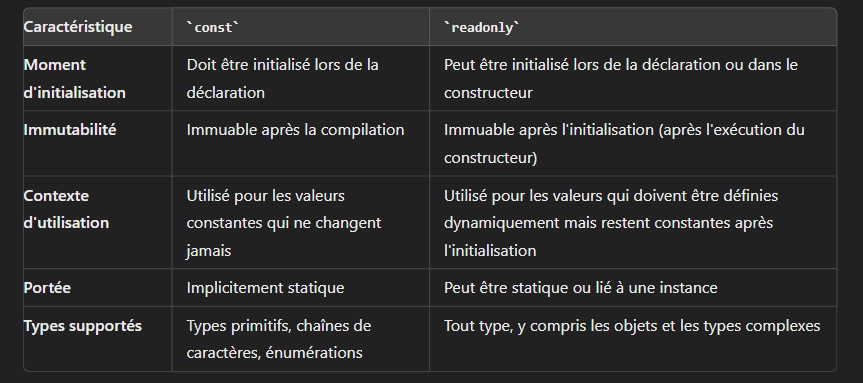 Caractéristique `const` `readonly`
Moment Doit être initialisé lors de la Peut être initialisé lors de la déclaration ou dans le
d'initialisation déclaration constructeur
Immutabilité Immuable après la compilation Immuable après l'initialisation (après l'exécution du
constructeur)
Contexte Utilisé pour les valeurs Utilisé pour les valeurs qui doivent être définies
d'utilisation constantes qui ne changent dynamiquement mais restent constantes après
jamais l'initialisation
Portée Implicitement statique Peut être statique ou lié à une instance
Types supportés Types primitifs, chaînes de Tout type, y compris les objets et les types complexes
caractères, énumérations